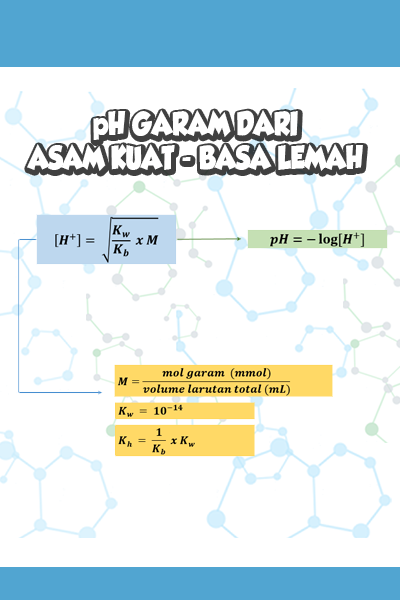 pH GARAM DARI
ASAM KUAT - BASA LEMAH
[H⁺] = √(K_w/K_b x M)
pH = − log[H⁺]
M = mol garam (mmol) / volume larutan total (mL)
K_w = 10⁻¹⁴
K_h = 1/K_b x K_w